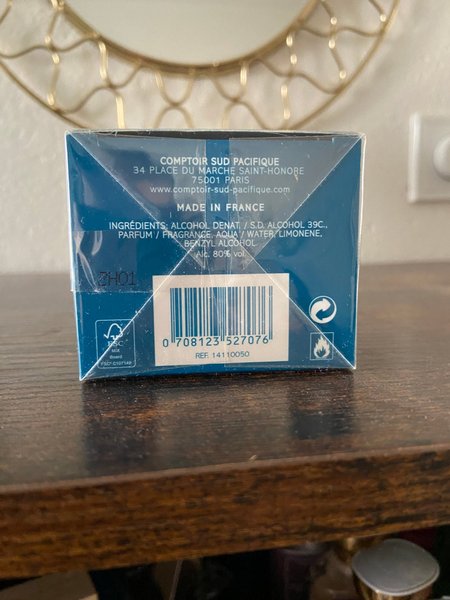 COMPTOIR SUD PACIFIQUE
34 PLACE DU MARCHE SAINT-HONORE
75001 PARIS
www.comptoir-sud-pacifique.com
MADE IN FRANCE
INGRÉDIENTS: ALCOHOL DENAT. / S.D. ALCOHOL 39C.,
PARFUM / FRAGRANCE, AQUA / WATER, LIMONENE,
BENZYL ALCOHOL.
Alc. 80% vol.
ZH01
FSC
MIX
Board
0 708123 527076
REF. 14110050